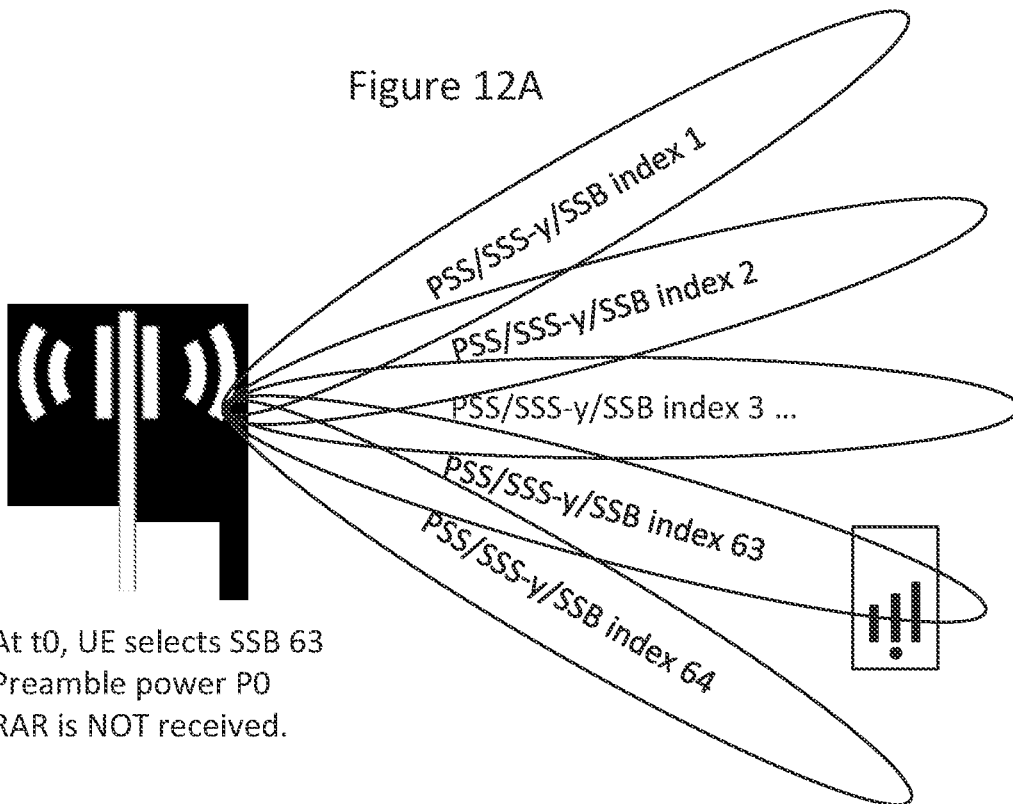 Figure 12A
PSS/SSS-y/SSB index 1
PSS/SSS-y/SSB index 2
PSS/SSS-y/SSB index 3 ...
PSS/SSS-y/SSB index 63
PSS/SSS-y/SSB index 64
At t0, UE selects SSB 63
Preamble power P0
RAR is NOT received.